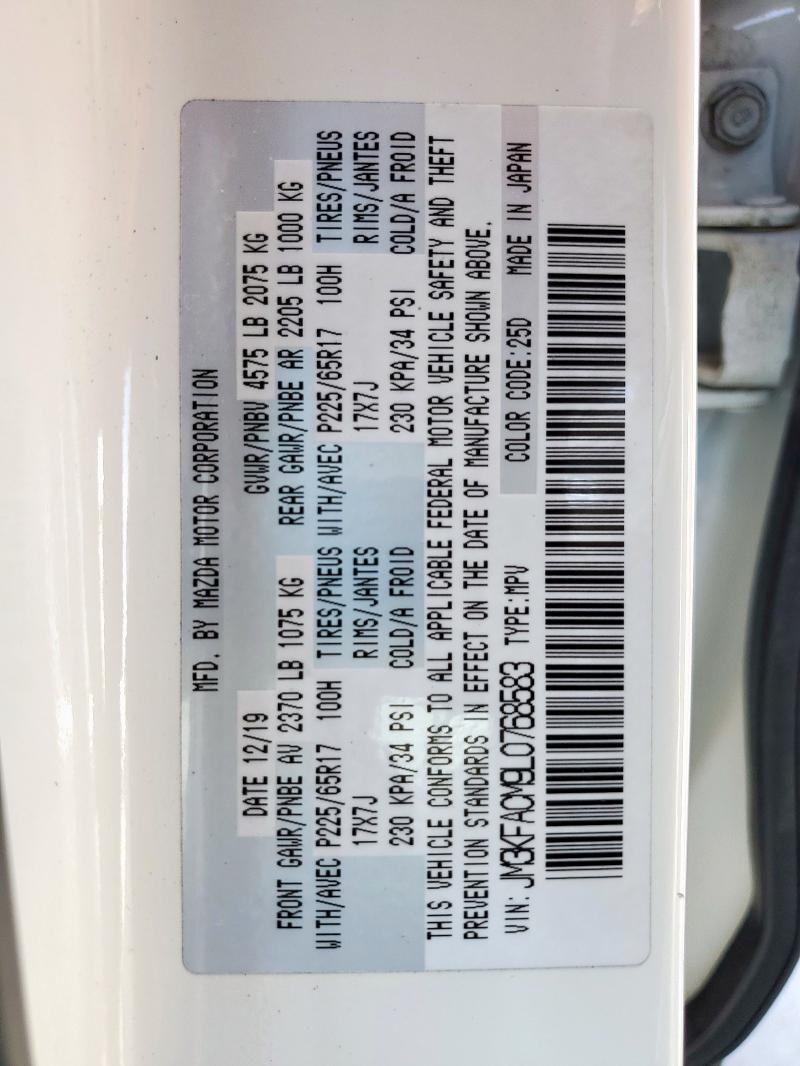 MFD. BY MAZDA MOTOR CORPORATION
DATE 12/19 GVWR/PNBV 4575 LB 2075 KG
FRONT GAWR/PNBE AV 2370 LB 1075 KG REAR GAWR/PNBE AR 2205 LB 1000 KG
WITH/AVEC P225/65R17 100H TIRES/PNEUS WITH/AVEC P225/65R17 100H TIRES/PNEUS
17X7J RIMS/JANTES 17X7J RIMS/JANTES
230 KPA/34 PSI COLD/A FROID 230 KPA/34 PSI COLD/A FROID
THIS VEHICLE CONFORMS TO ALL APPLICABLE FEDERAL MOTOR VEHICLE SAFETY AND THEFT
PREVENTION STANDARDS IN EFFECT ON THE DATE OF MANUFACTURE SHOWN ABOVE.
VIN: JM3KFACM9L0768583 TYPE:MPV COLOR CODE:25D MADE IN JAPAN